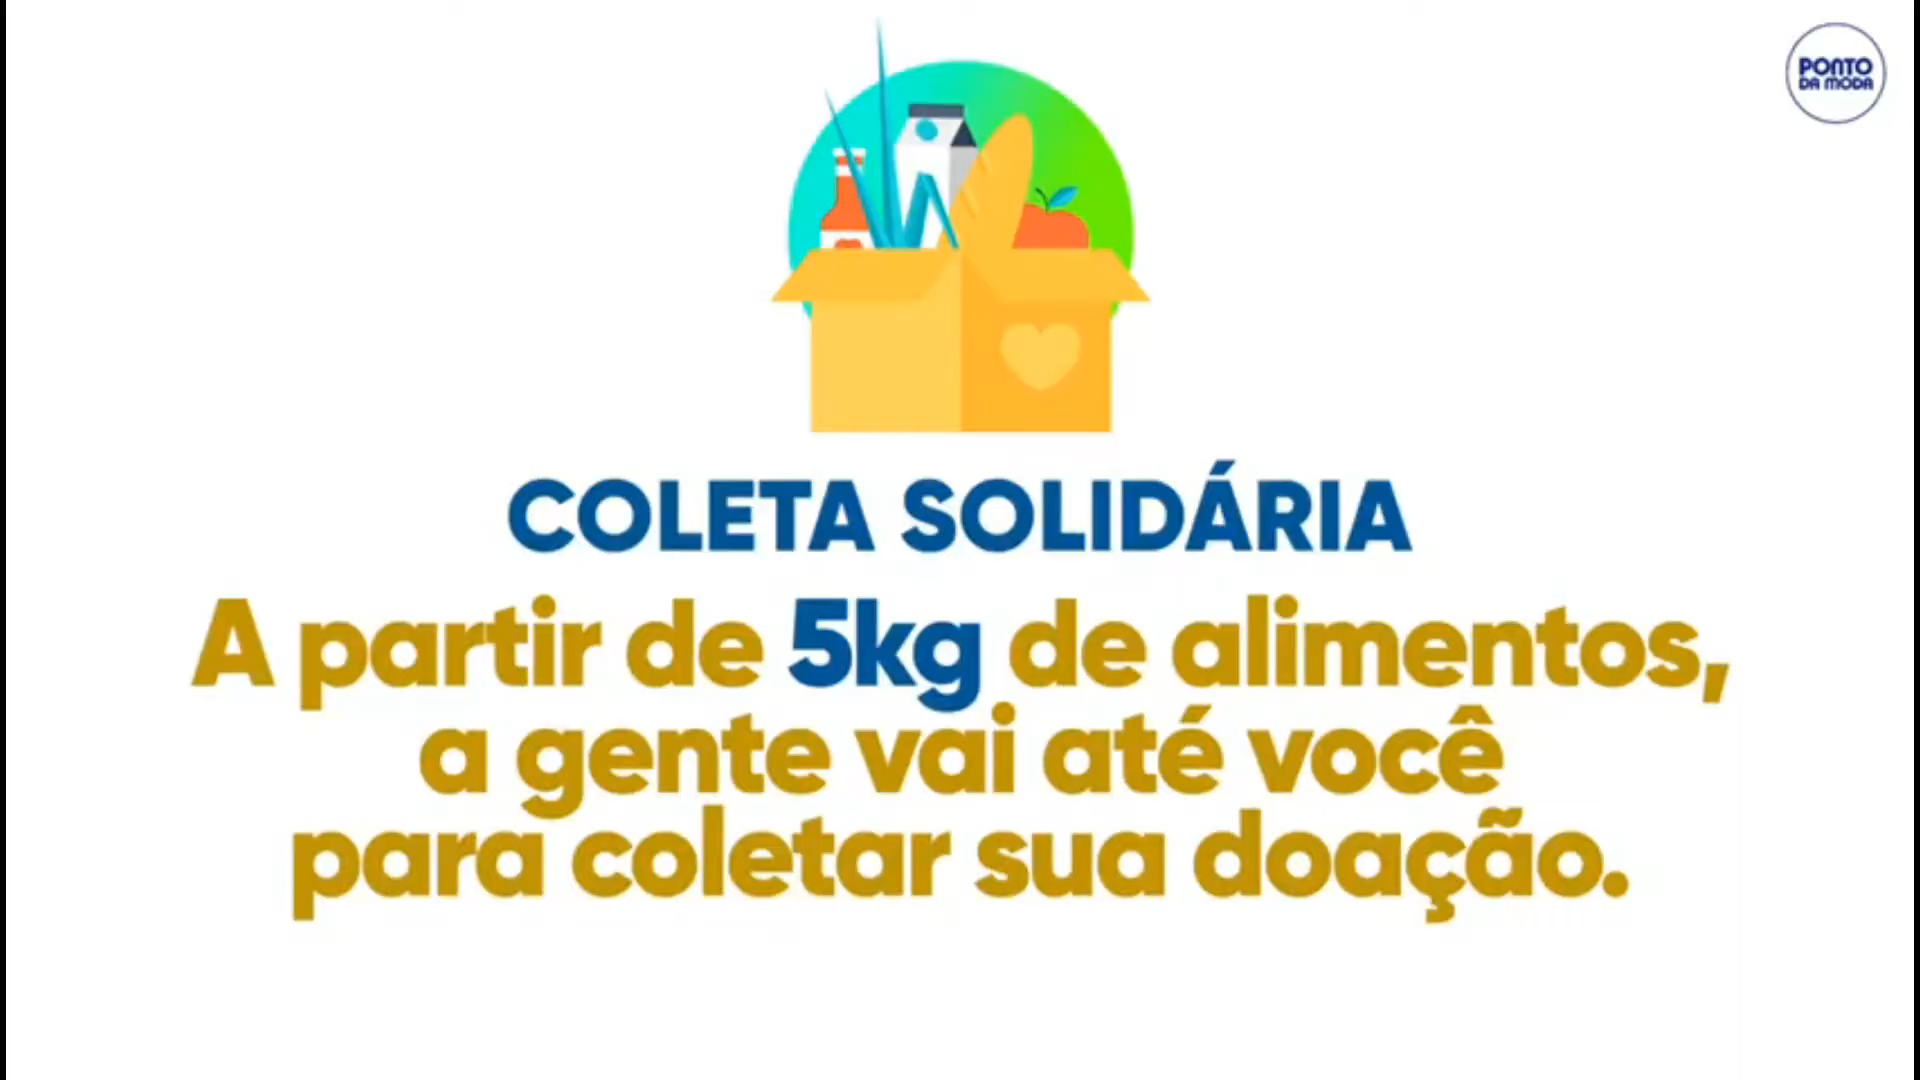 PONTO
DA MODA
COLETA SOLIDÁRIA
A partir de 5kg de alimentos,
a gente vai até você
para coletar sua doação.